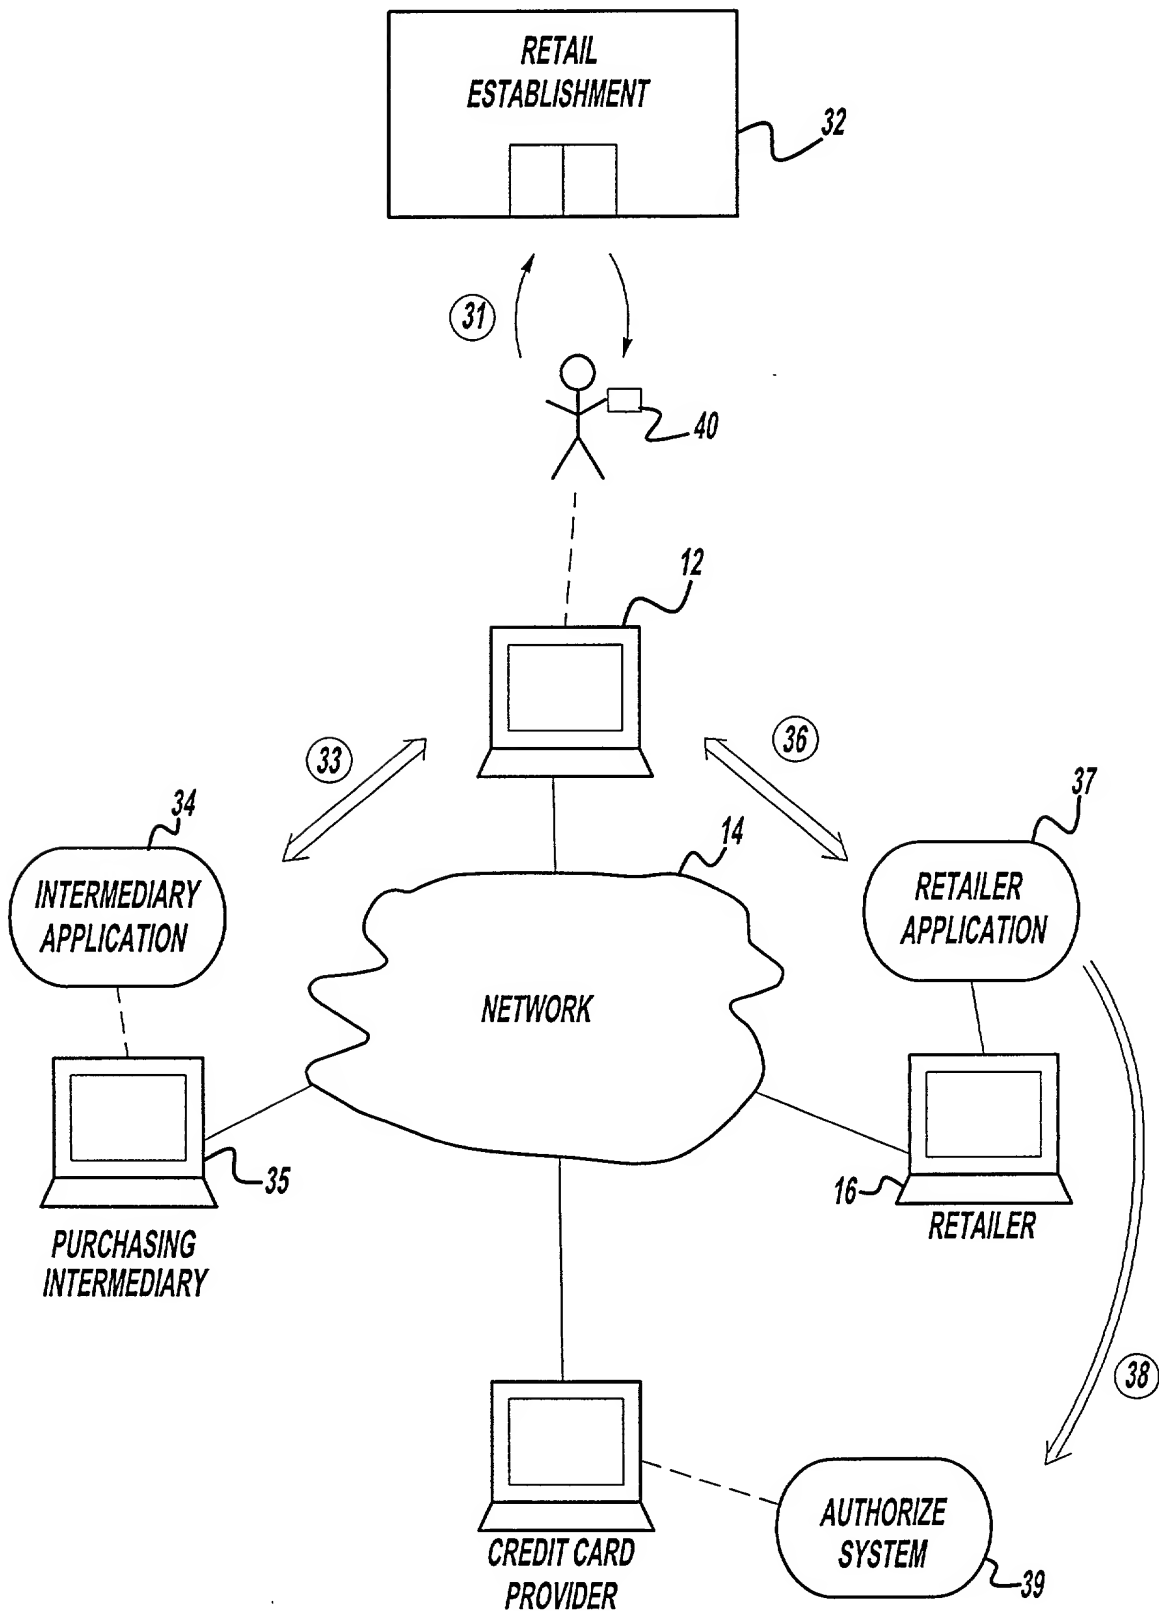 RETAIL
ESTABLISHMENT
32
31
40
12
33
36
34
37
14
INTERMEDIARY
APPLICATION
RETAILER
APPLICATION
NETWORK
35
16
RETAILER
PURCHASING
INTERMEDIARY
38
AUTHORIZE
SYSTEM
CREDIT CARD
PROVIDER
39